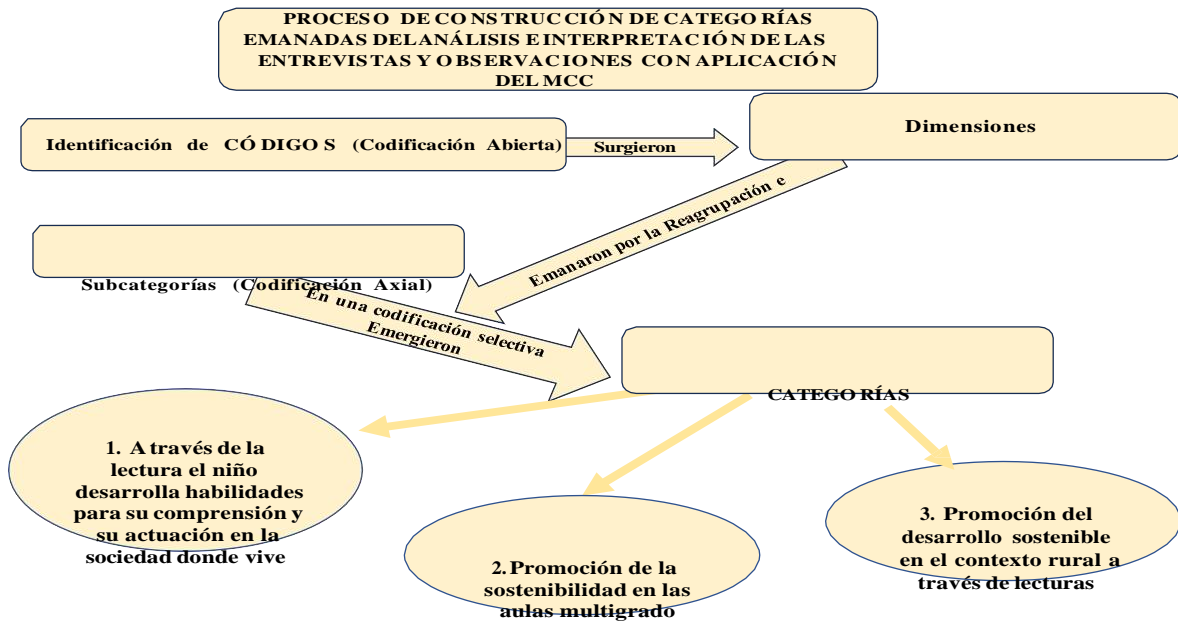 PROCESO DE CONSTRUCCIÓN DE CATEGORÍAS
EMANADAS DEL ANÁLISIS E INTERPRETACIÓN DE LAS
ENTREVISTAS Y OBSERVACIONES CON APLICACIÓN
DEL MCC
Identificación de CÓDIGOS (Codificación Abierta)
Surgieron
Dimensiones
Emanaron por la Reagrupación e
Subcategorías (Codificación Axial)
En una codificación selectiva
Emergieron
CATEGORÍAS
1. A través de la
lectura el niño
desarrolla habilidades
para su comprensión y
su actuación en la
sociedad donde vive
2. Promoción de la
sostenibilidad en las
aulas multigrado
3. Promoción del
desarrollo sostenible
en el contexto rural a
través de lecturas